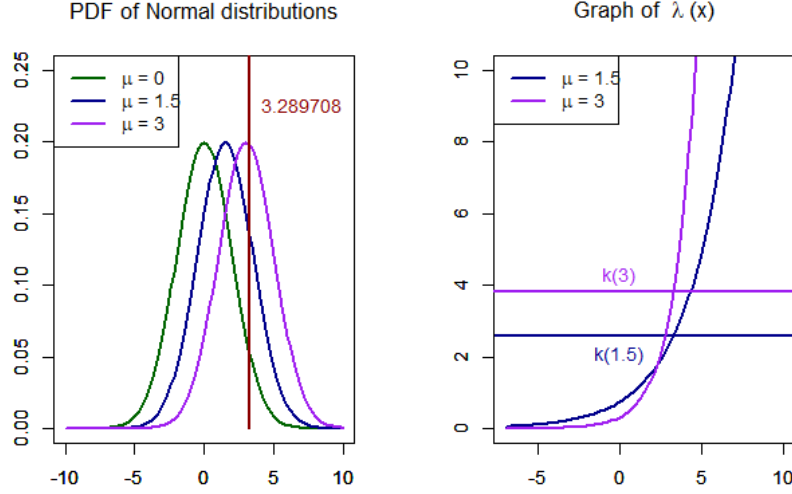 PDF of Normal distributions
0.25
0.20
0.15
0.10
0.05
0.00
μ = 0
μ = 1.5
μ = 3
3.289708
-10
-5
0
5
10
Graph of λ (x)
10
8
6
4
2
0
μ = 1.5
μ = 3
k(3)
k(1.5)
-5
0
5
10